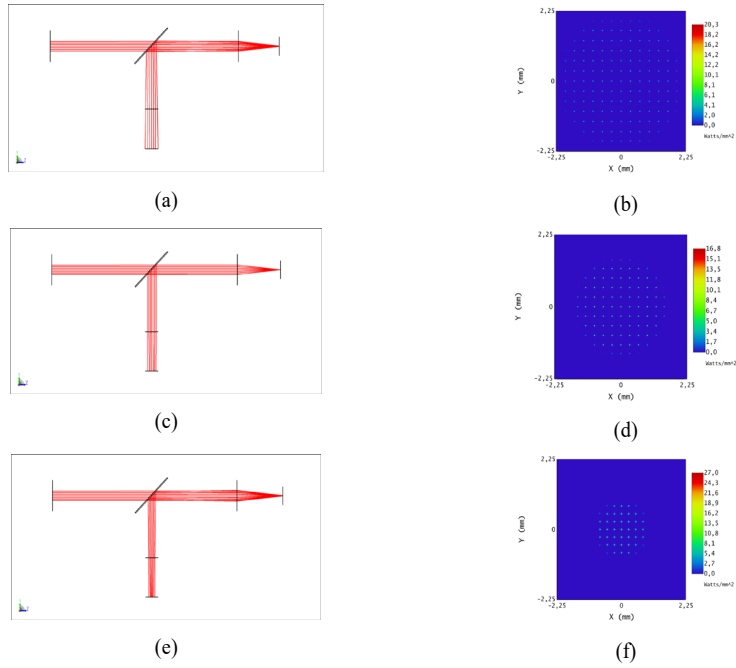 2,25
Y (mm)
0
-2,25
-2,25 0 2,25
X (mm)
20,3
18,2
16,2
14,2
12,2
10,1
8,1
6,1
4,1
2,0
0,0
Watts/mm^2
(a) (b)
2,25
Y (mm)
0
-2,25
-2,25 0 2,25
X (mm)
16,8
15,1
13,5
11,8
10,1
8,4
6,7
5,0
3,4
1,7
0,0
Watts/mm^2
(c) (d)
2,25
Y (mm)
0
-2,25
-2,25 0 2,25
X (mm)
27,0
24,3
21,6
18,9
16,2
13,5
10,8
8,1
5,4
2,7
0,0
Watts/mm^2
(e) (f)